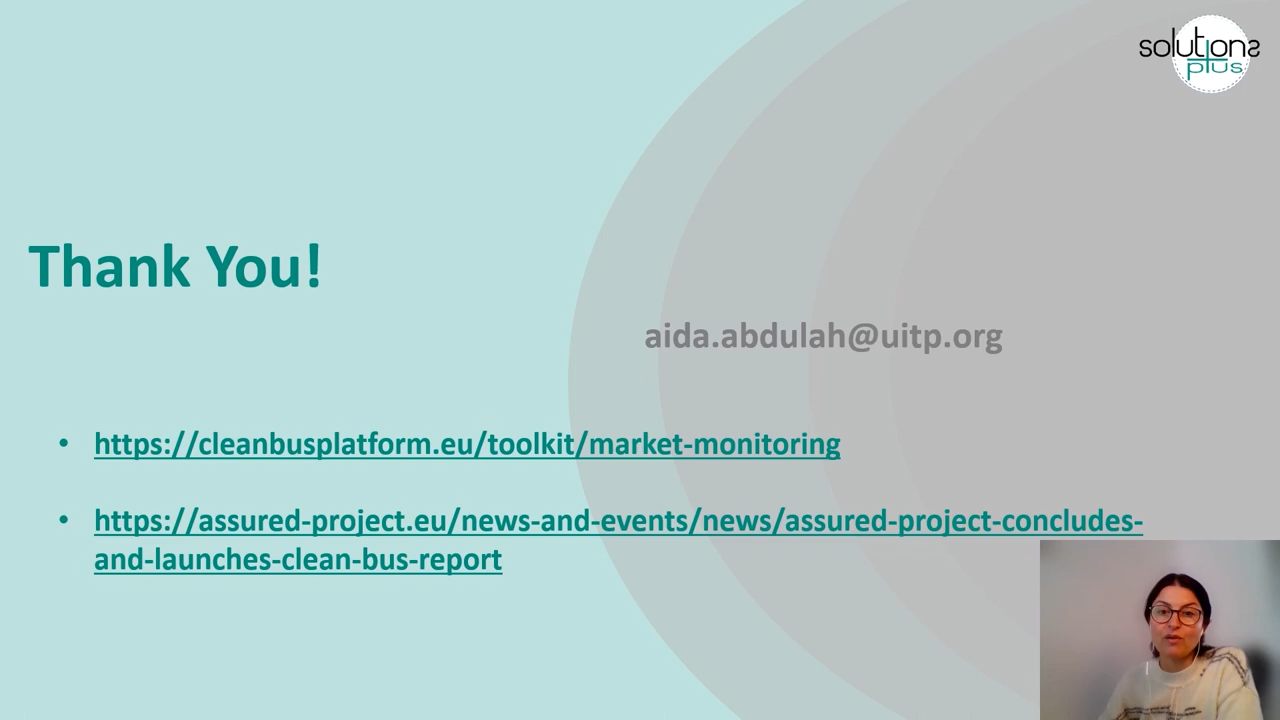 solutions
plus
Thank You!
aida.abdulah@uitp.org
• https://cleanbusplatform.eu/toolkit/market-monitoring
• https://assured-project.eu/news-and-events/news/assured-project-concludes-
and-launches-clean-bus-report